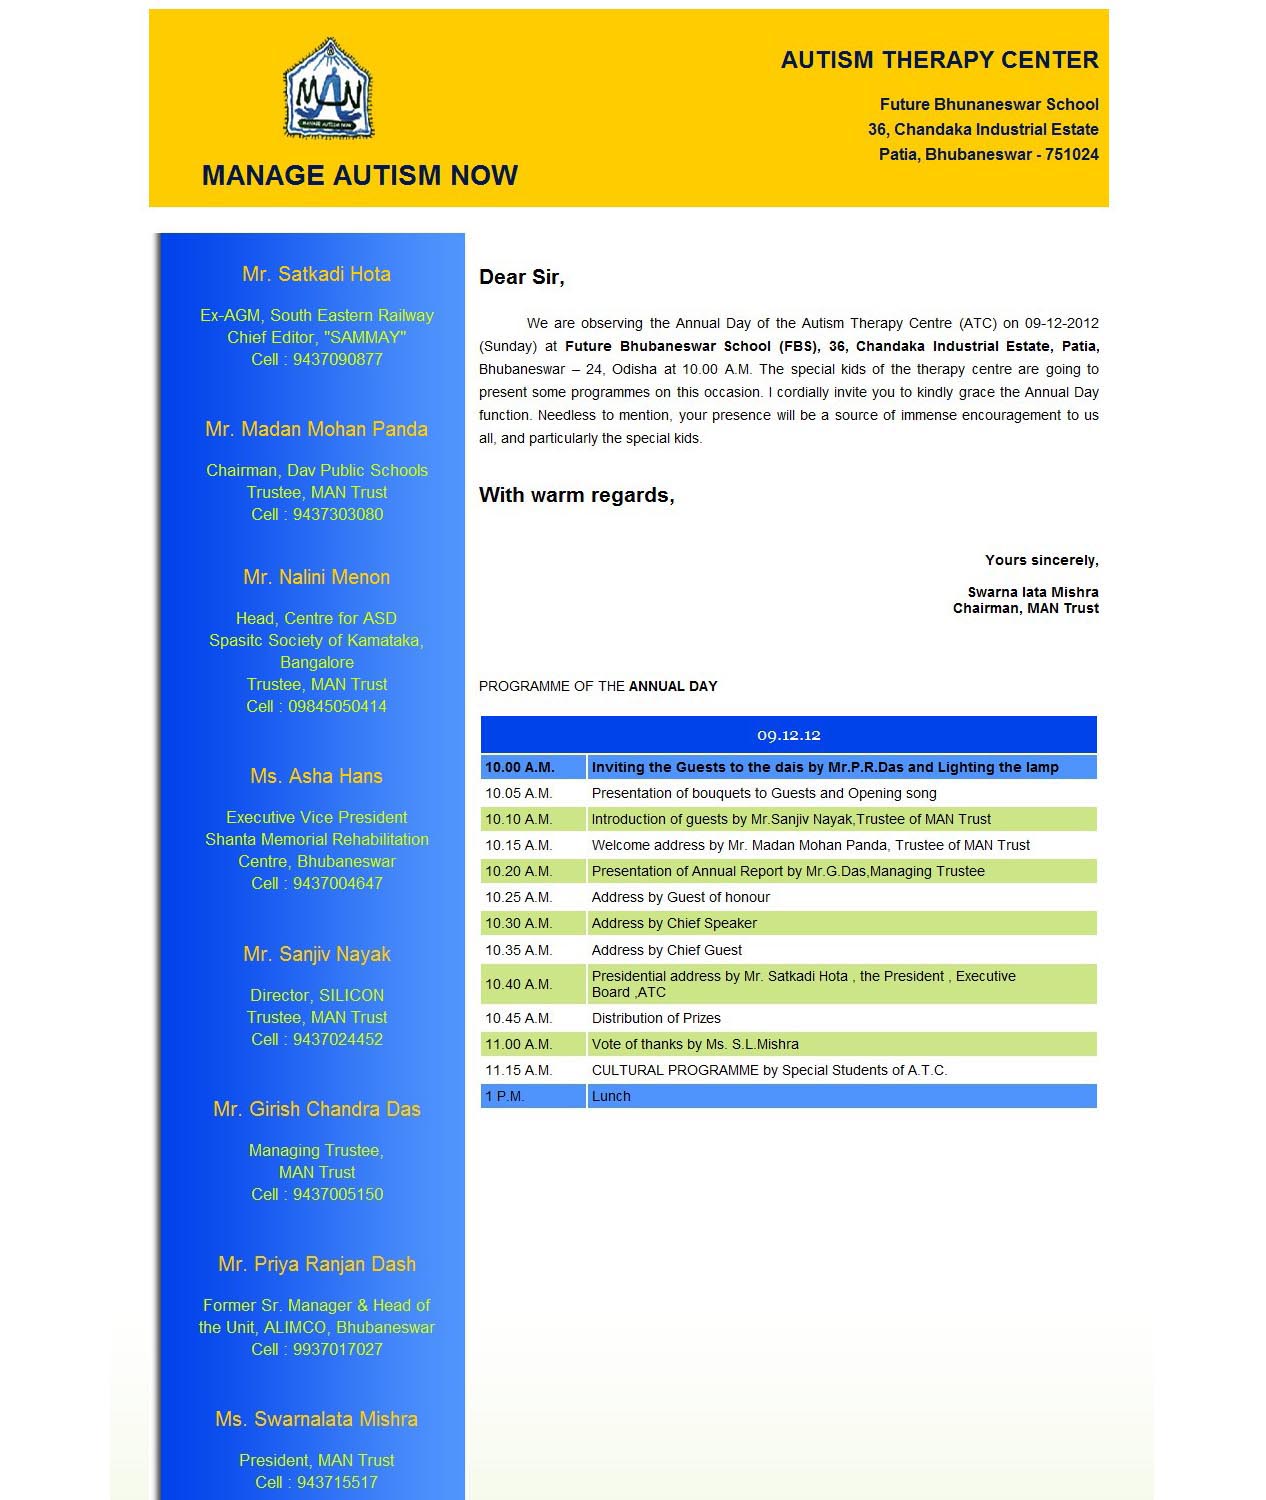 MAN
MANAGE AUTISM NOW
MANAGE AUTISM NOW
AUTISM THERAPY CENTER
Future Bhunaneswar School
36, Chandaka Industrial Estate
Patia, Bhubaneswar - 751024
Mr. Satkadi Hota
Ex-AGM, South Eastern Railway
Chief Editor, "SAMMAY"
Cell : 9437090877
Mr. Madan Mohan Panda
Chairman, Dav Public Schools
Trustee, MAN Trust
Cell : 9437303080
Mr. Nalini Menon
Head, Centre for ASD
Spasitc Society of Kamataka,
Bangalore
Trustee, MAN Trust
Cell : 09845050414
Ms. Asha Hans
Executive Vice President
Shanta Memorial Rehabilitation
Centre, Bhubaneswar
Cell : 9437004647
Mr. Sanjiv Nayak
Director, SILICON
Trustee, MAN Trust
Cell : 9437024452
Mr. Girish Chandra Das
Managing Trustee,
MAN Trust
Cell : 9437005150
Mr. Priya Ranjan Dash
Former Sr. Manager & Head of
the Unit, ALIMCO, Bhubaneswar
Cell : 9937017027
Ms. Swarnalata Mishra
President, MAN Trust
Cell : 943715517
Dear Sir,
We are observing the Annual Day of the Autism Therapy Centre (ATC) on 09-12-2012
(Sunday) at Future Bhubaneswar School (FBS), 36, Chandaka Industrial Estate, Patia,
Bhubaneswar – 24, Odisha at 10.00 A.M. The special kids of the therapy centre are going to
present some programmes on this occasion. I cordially invite you to kindly grace the Annual Day
function. Needless to mention, your presence will be a source of immense encouragement to us
all, and particularly the special kids.
With warm regards,
Yours sincerely,
Swarna lata Mishra
Chairman, MAN Trust
PROGRAMME OF THE ANNUAL DAY
09.12.12
10.00 A.M. Inviting the Guests to the dais by Mr.P.R.Das and Lighting the lamp
10.05 A.M. Presentation of bouquets to Guests and Opening song
10.10 A.M. Introduction of guests by Mr.Sanjiv Nayak,Trustee of MAN Trust
10.15 A.M. Welcome address by Mr. Madan Mohan Panda, Trustee of MAN Trust
10.20 A.M. Presentation of Annual Report by Mr.G.Das,Managing Trustee
10.25 A.M. Address by Guest of honour
10.30 A.M. Address by Chief Speaker
10.35 A.M. Address by Chief Guest
10.40 A.M. Presidential address by Mr. Satkadi Hota , the President , Executive
Board ,ATC
10.45 A.M. Distribution of Prizes
11.00 A.M. Vote of thanks by Ms. S.L.Mishra
11.15 A.M. CULTURAL PROGRAMME by Special Students of A.T.C.
1 P.M. Lunch